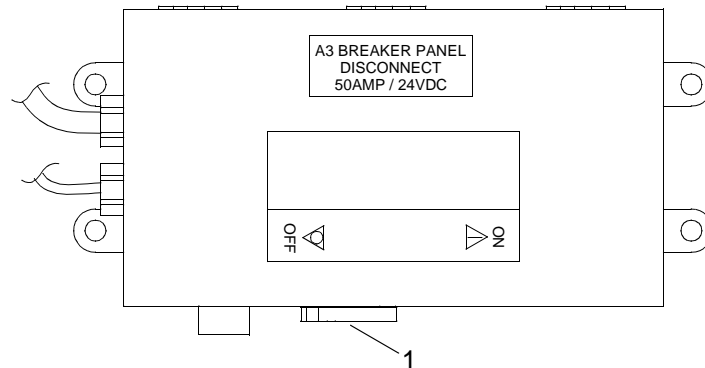 A3 BREAKER PANEL
DISCONNECT
50AMP / 24VDC
OFF
ON
1